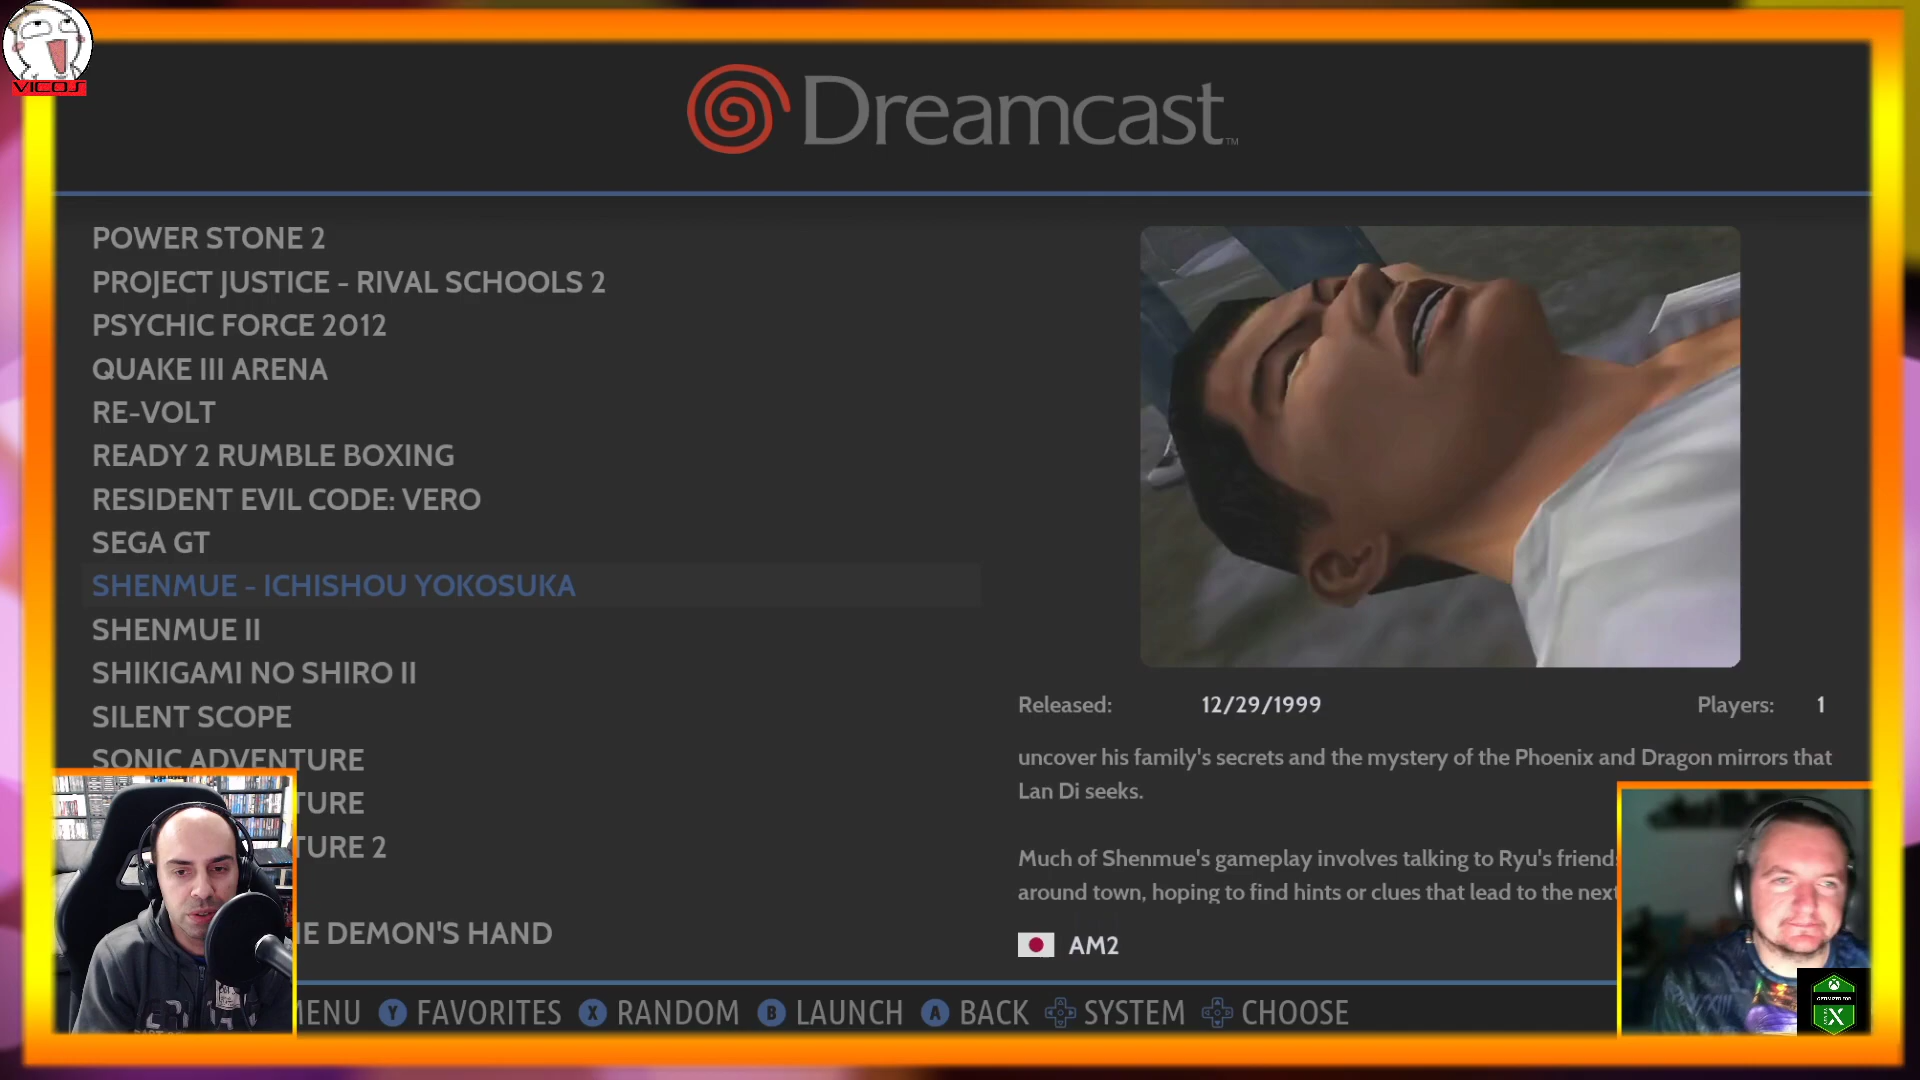 VICOS
Dreamcast™
POWER STONE 2
PROJECT JUSTICE - RIVAL SCHOOLS 2
PSYCHIC FORCE 2012
QUAKE III ARENA
RE-VOLT
READY 2 RUMBLE BOXING
RESIDENT EVIL CODE: VERO
SEGA GT
SHENMUE - ICHISHOU YOKOSUKA
SHENMUE II
SHIKIGAMI NO SHIRO II
SILENT SCOPE
SONIC ADVENTURE
TURE
TURE 2
IE DEMON'S HAND
Released: 12/29/1999 Players: 1
uncover his family's secrets and the mystery of the Phoenix and Dragon mirrors that
Lan Di seeks.
Much of Shenmue's gameplay involves talking to Ryu's friend
around town, hoping to find hints or clues that lead to the next
AM2
MENU Y FAVORITES X RANDOM B LAUNCH A BACK SYSTEM CHOOSE
X